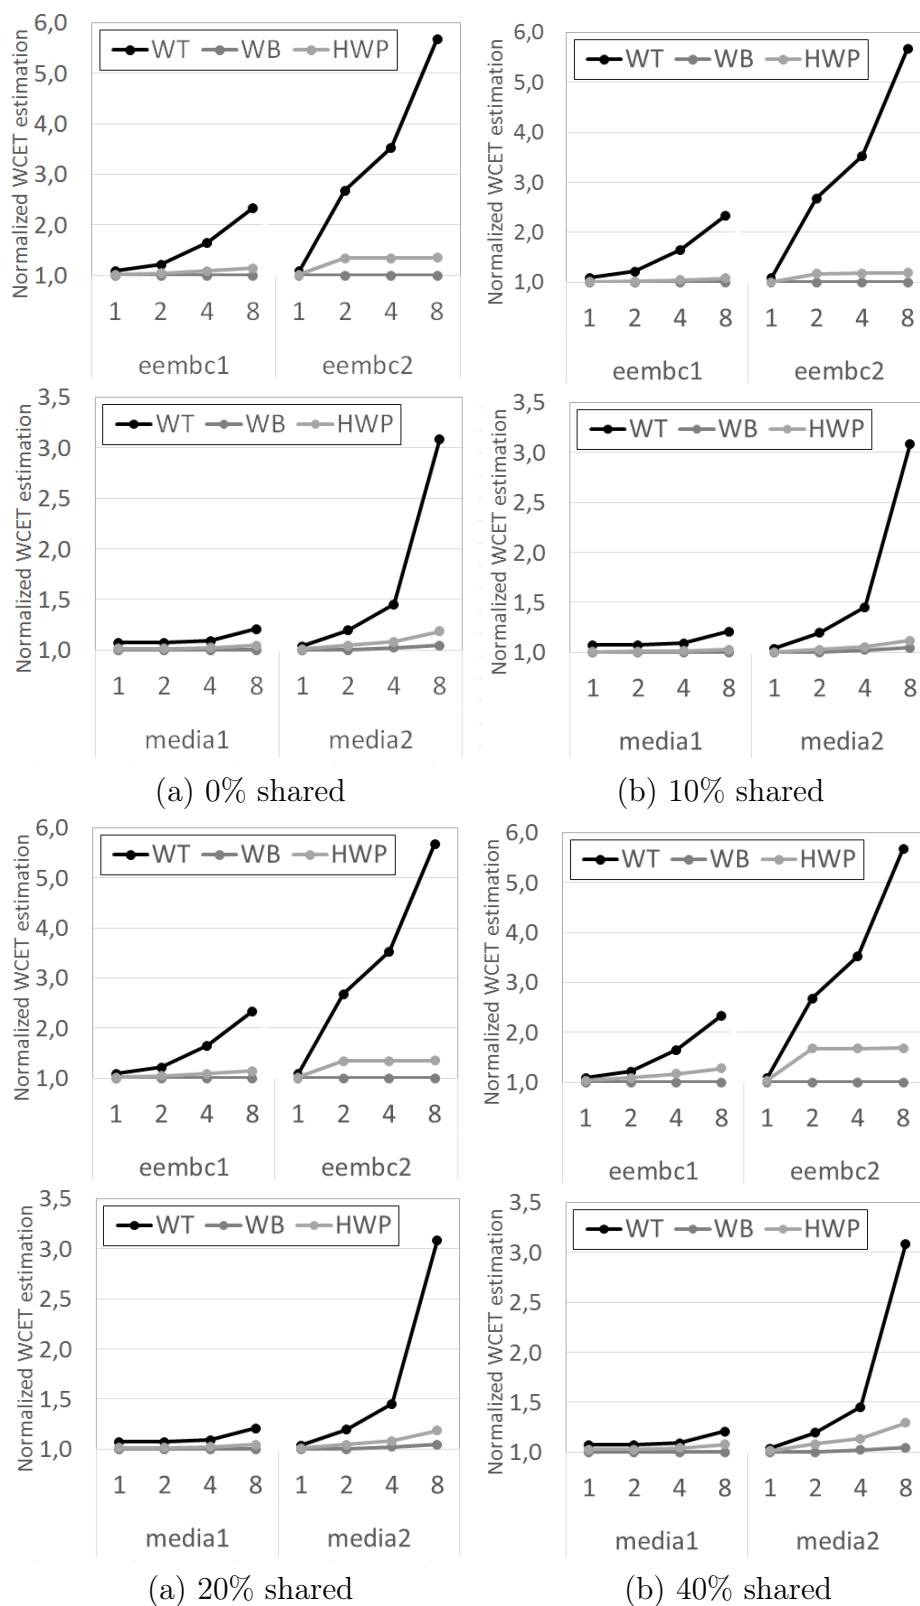 Normalized WCET estimation
6,0
5,0
4,0
3,0
2,0
1,0
WT WB HWP
1 2 4 8 1 2 4 8
eembc1 eembc2
Normalized WCET estimation
6,0
5,0
4,0
3,0
2,0
1,0
WT WB HWP
1 2 4 8 1 2 4 8
eembc1 eembc2
Normalized WCET estimation
3,5
3,0
2,5
2,0
1,5
1,0
WT WB HWP
1 2 4 8 1 2 4 8
media1 media2
Normalized WCET estimation
3,5
3,0
2,5
2,0
1,5
1,0
WT WB HWP
1 2 4 8 1 2 4 8
media1 media2
(a) 0% shared
(b) 10% shared
Normalized WCET estimation
6,0
5,0
4,0
3,0
2,0
1,0
WT WB HWP
1 2 4 8 1 2 4 8
eembc1 eembc2
Normalized WCET estimation
6,0
5,0
4,0
3,0
2,0
1,0
WT WB HWP
1 2 4 8 1 2 4 8
eembc1 eembc2
Normalized WCET estimation
3,5
3,0
2,5
2,0
1,5
1,0
WT WB HWP
1 2 4 8 1 2 4 8
media1 media2
Normalized WCET estimation
3,5
3,0
2,5
2,0
1,5
1,0
WT WB HWP
1 2 4 8 1 2 4 8
media1 media2
(a) 20% shared
(b) 40% shared